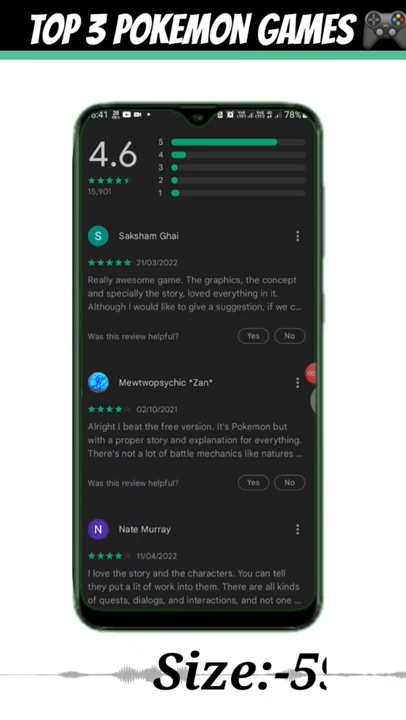 TOP 3 POKEMON GAMES
6:41
78%
4.6
5
4
3
2
1
15,901
S Saksham Ghai
21/03/2022
Really awesome game. The graphics, the concept
and specially the story, loved everything in it.
Although I would like to give a suggestion, if we c...
Was this review helpful? Yes No
Mewtwopsychic *Zan*
02/10/2021
Alright I beat the free version. It's Pokemon but
with a proper story and explanation for everything.
There's not a lot of battle mechanics like natures ...
Was this review helpful? Yes No
N Nate Murray
11/04/2022
I love the story and the characters. You can tell
they put a lit of work into them. There are all kinds
of quests, dialogs, and interactions, and not one ...
Size:-5